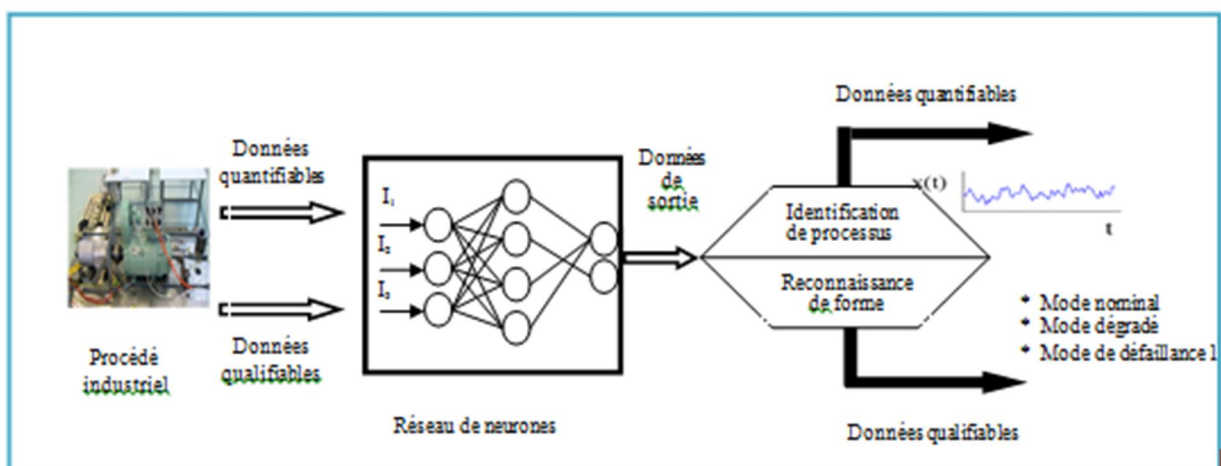 Données quantifiables
Données
quantifiables
Données
de
sortie
x(t)
I₁
Identification
de processus
t
I₂
I₃
Reconnaissance
de forme
* Mode nominal
* Mode dégradé
* Mode de défaillance 1
Procédé
industriel
Données
qualifiables
Réseau de neurones
Données qualifiables